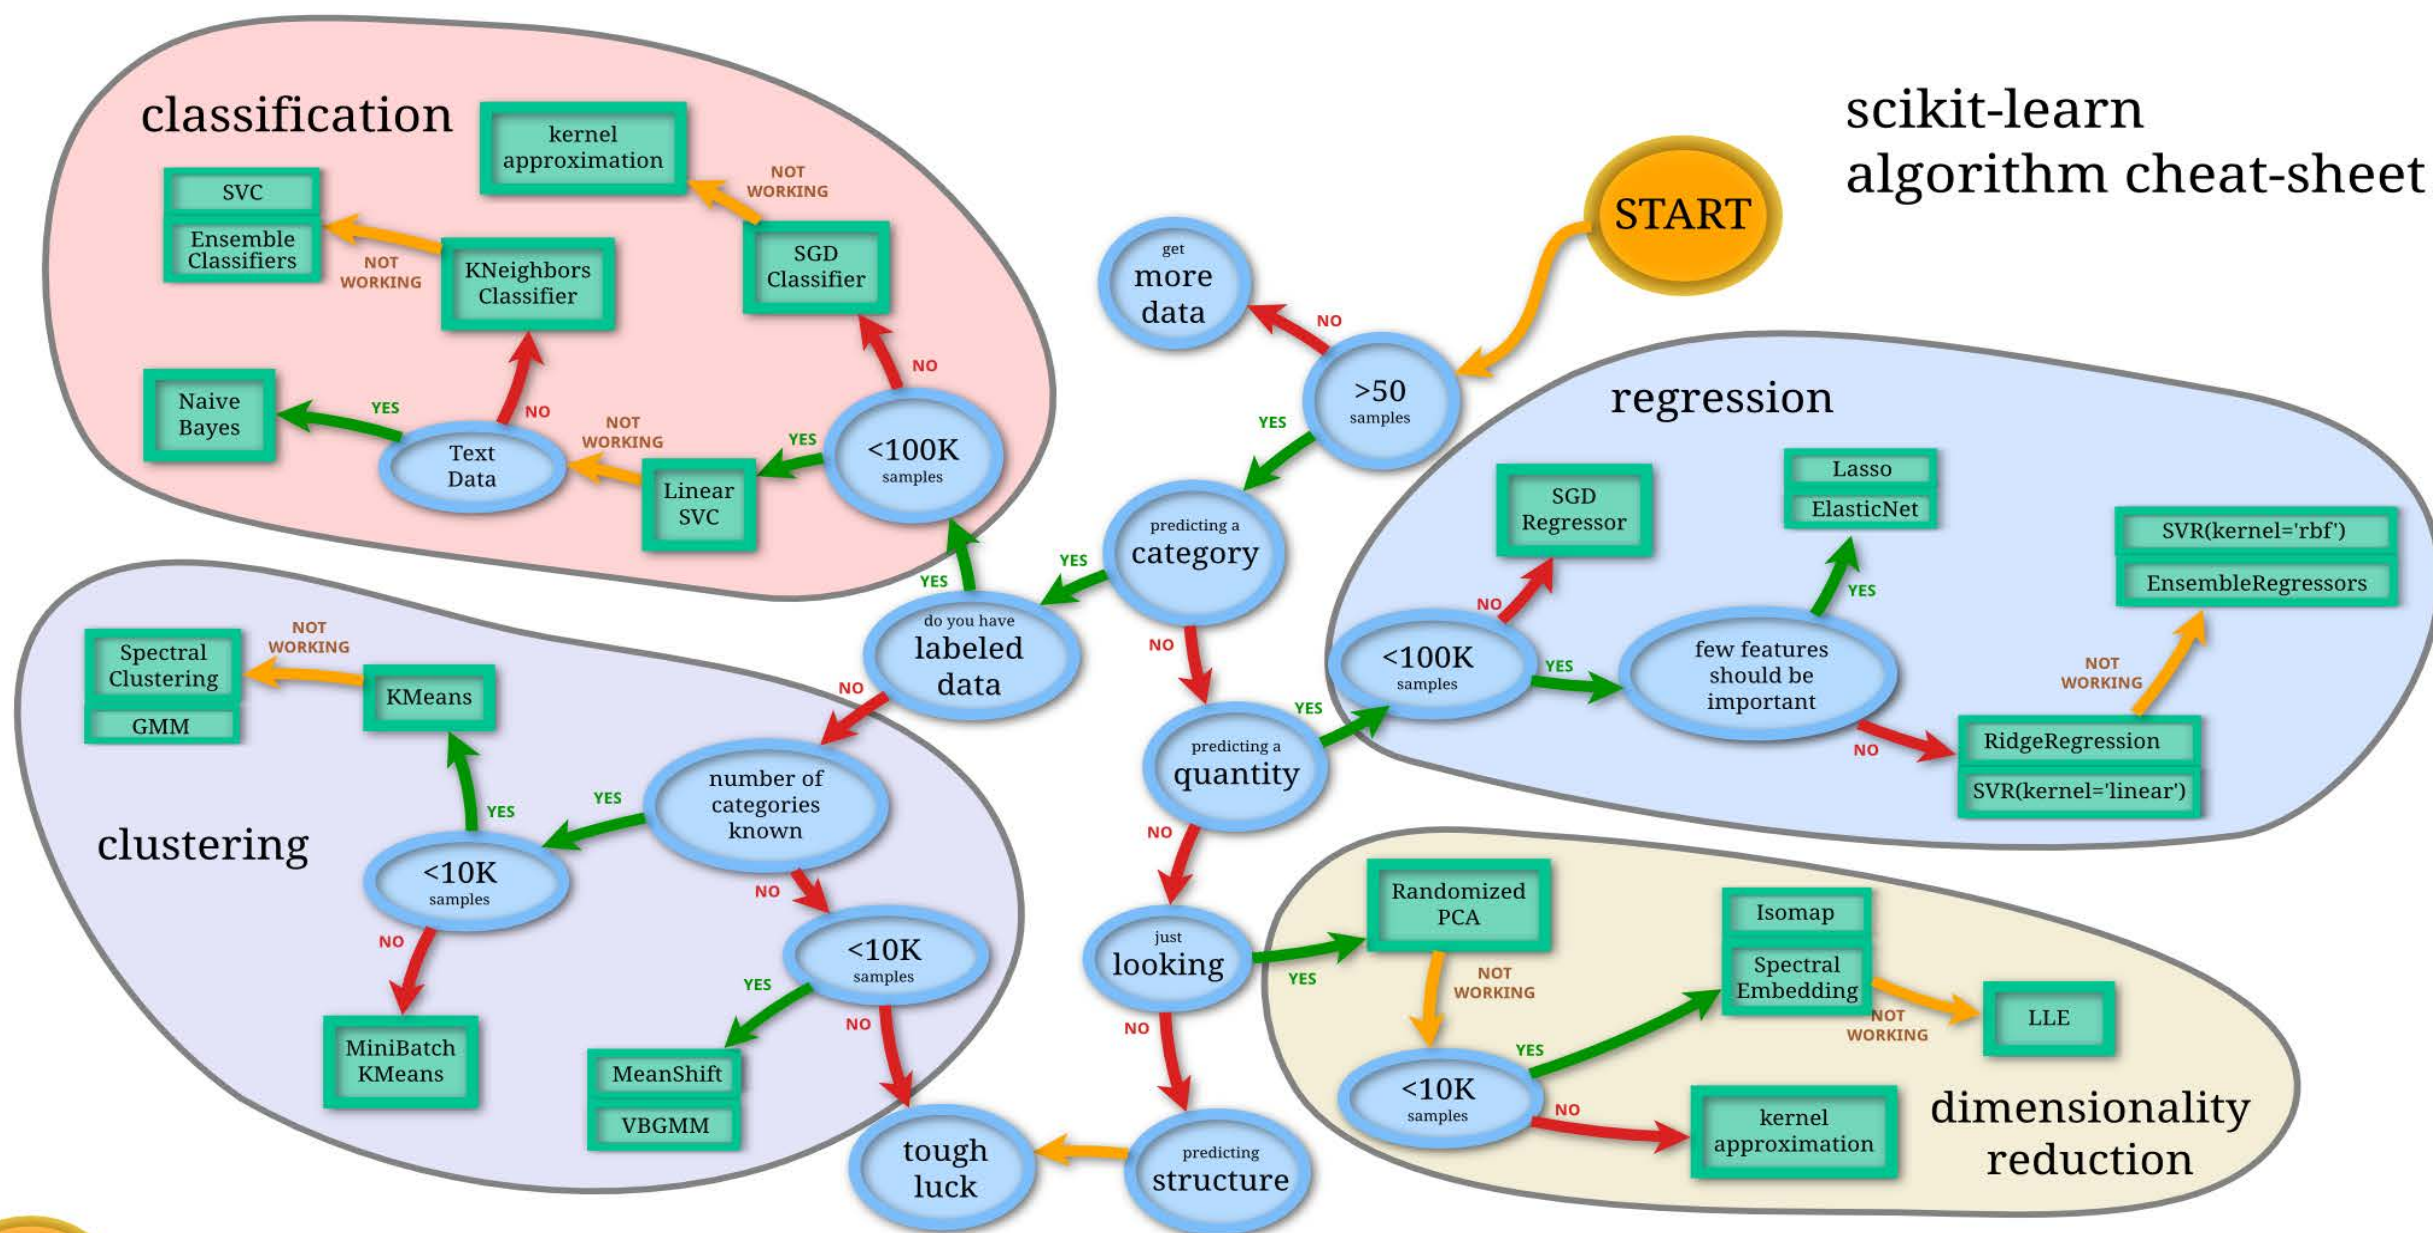 scikit-learn
algorithm cheat-sheet
START
>50
samples
NO
get
more
data
YES
predicting a
category
YES
do you have
labeled
data
YES
NO
NO
predicting a
quantity
YES
NO
just
looking
YES
NO
predicting
structure
tough
luck
classification
<100K
samples
NO
SGD
Classifier
NOT
WORKING
kernel
approximation
YES
Linear
SVC
NOT
WORKING
Text
Data
YES
Naive
Bayes
NO
KNeighbors
Classifier
NOT
WORKING
SVC
Ensemble
Classifiers
clustering
number of
categories
known
YES
<10K
samples
YES
KMeans
NOT
WORKING
Spectral
Clustering
GMM
NO
MiniBatch
KMeans
NO
<10K
samples
YES
MeanShift
VBGMM
NO
regression
<100K
samples
NO
SGD
Regressor
YES
few features
should be
important
YES
Lasso
ElasticNet
NO
RidgeRegression
SVR(kernel='linear')
NOT
WORKING
SVR(kernel='rbf')
EnsembleRegressors
dimensionality
reduction
Randomized
PCA
NOT
WORKING
<10K
samples
YES
Isomap
Spectral
Embedding
NOT
WORKING
LLE
NO
kernel
approximation